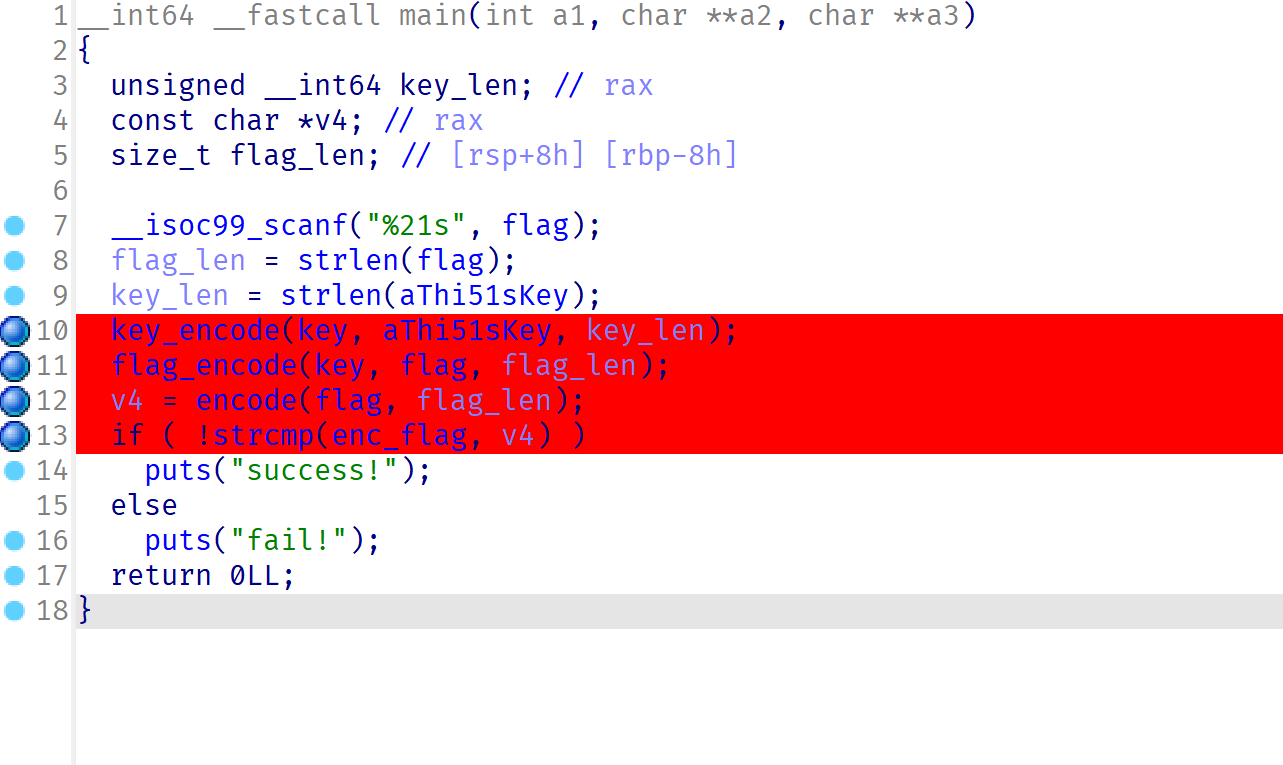 1 __int64 __fastcall main(int a1, char **a2, char **a3)
2 {
3   unsigned __int64 key_len; // rax
4   const char *v4; // rax
5   size_t flag_len; // [rsp+8h] [rbp-8h]
6
7   __isoc99_scanf("%21s", flag);
8   flag_len = strlen(flag);
9   key_len = strlen(aThi51sKey);
10   key_encode(key, aThi51sKey, key_len);
11   flag_encode(key, flag, flag_len);
12   v4 = encode(flag, flag_len);
13   if ( !strcmp(enc_flag, v4) )
14     puts("success!");
15   else
16     puts("fail!");
17   return 0LL;
18 }